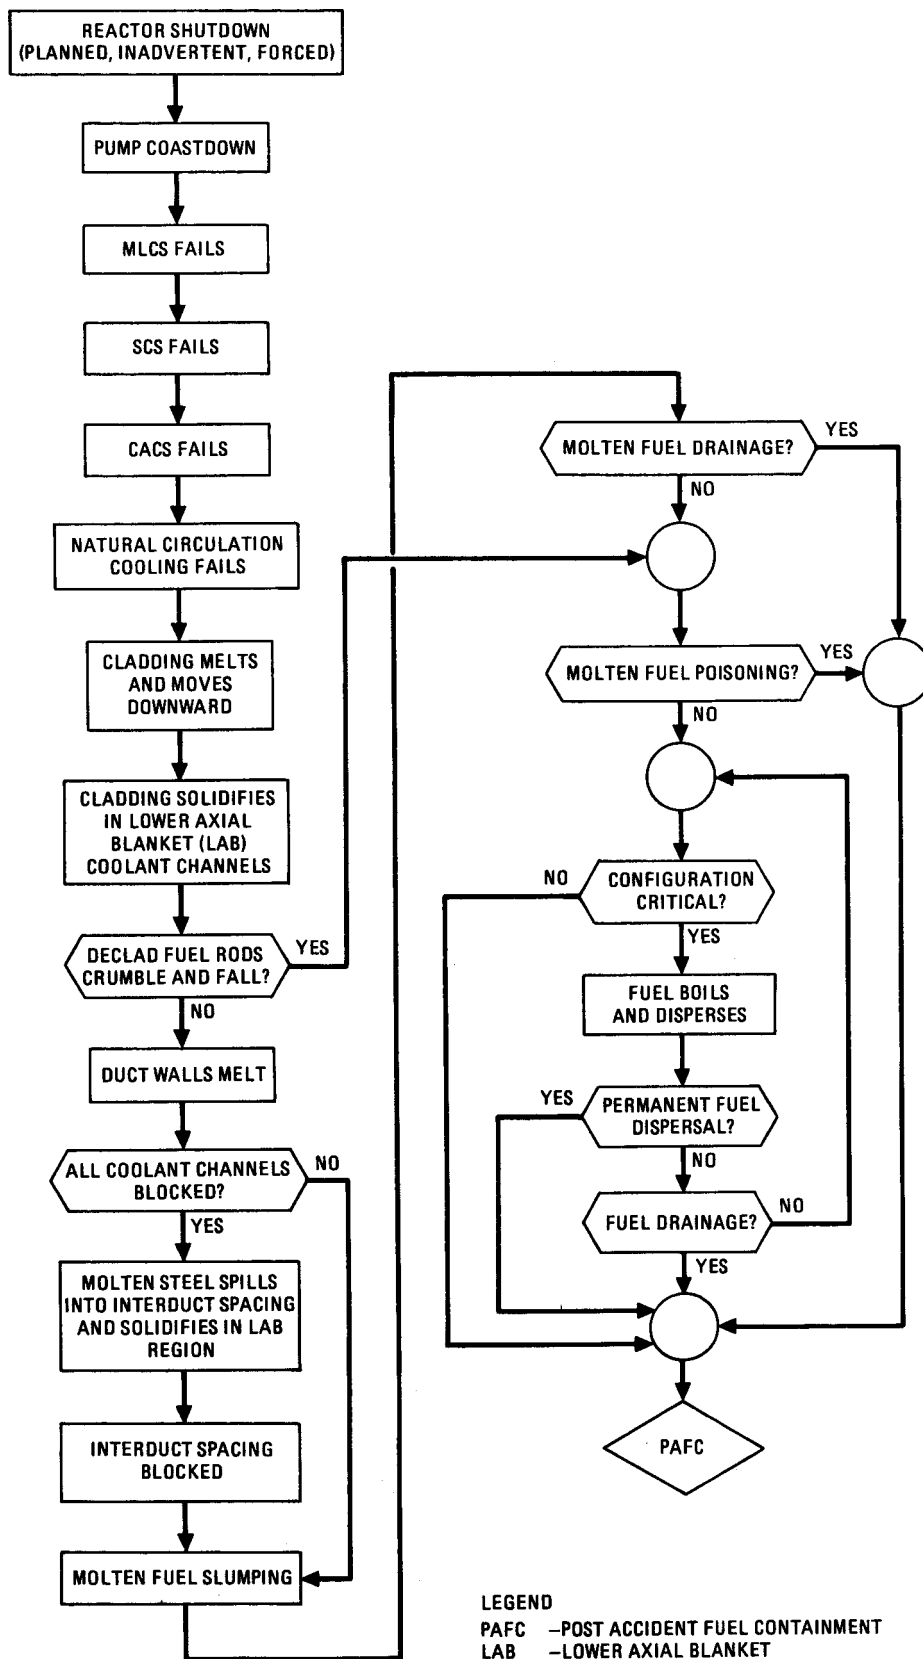 REACTOR SHUTDOWN
(PLANNED, INADVERTENT, FORCED)
PUMP COASTDOWN
MLCS FAILS
SCS FAILS
CACS FAILS
NATURAL CIRCULATION
COOLING FAILS
CLADDING MELTS
AND MOVES
DOWNWARD
CLADDING SOLIDIFIES
IN LOWER AXIAL
BLANKET (LAB)
COOLANT CHANNELS
DECLAD FUEL RODS
CRUMBLE AND FALL?
YES
NO
DUCT WALLS MELT
ALL COOLANT CHANNELS
BLOCKED?
NO
YES
MOLTEN STEEL SPILLS
INTO INTERDUCT SPACING
AND SOLIDIFIES IN LAB
REGION
INTERDUCT SPACING
BLOCKED
MOLTEN FUEL SLUMPING
MOLTEN FUEL DRAINAGE?
YES
NO
MOLTEN FUEL POISONING?
YES
NO
CONFIGURATION
CRITICAL?
NO
YES
FUEL BOILS
AND DISPERSES
PERMANENT FUEL
DISPERSAL?
YES
NO
FUEL DRAINAGE?
NO
YES
PAFC
LEGEND
PAFC –POST ACCIDENT FUEL CONTAINMENT
LAB –LOWER AXIAL BLANKET